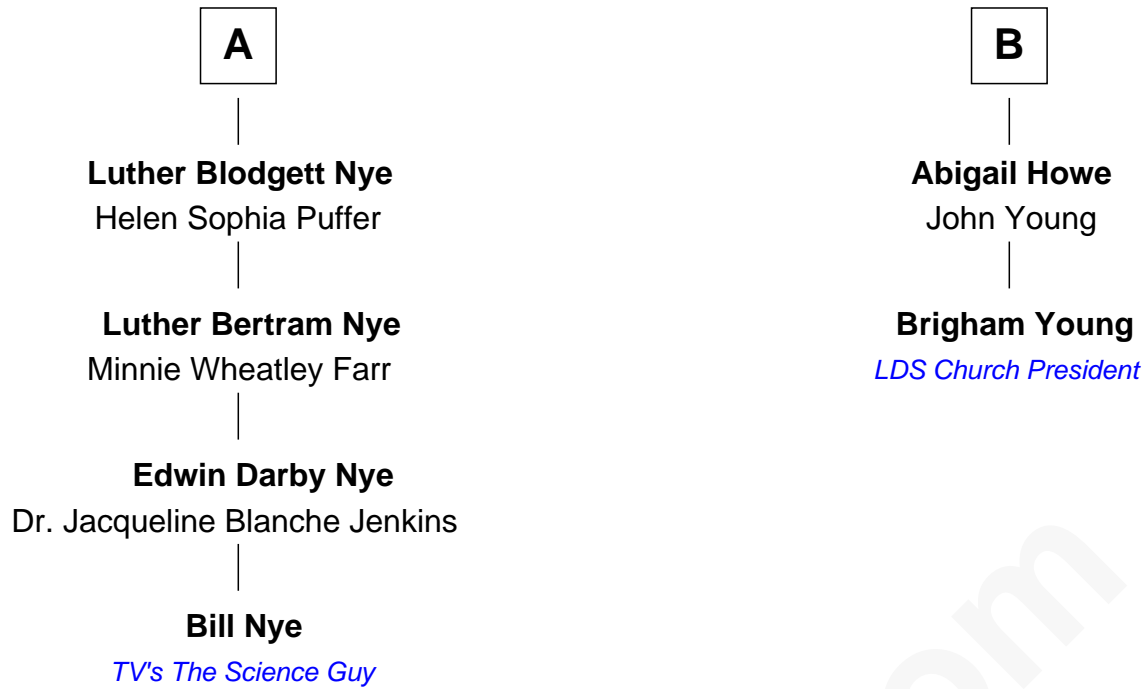 A
Luther Blodgett Nye
Helen Sophia Puffer
Luther Bertram Nye
Minnie Wheatley Farr
Edwin Darby Nye
Dr. Jacqueline Blanche Jenkins
Bill Nye
TV's The Science Guy
B
Abigail Howe
John Young
Brigham Young
LDS Church President
om